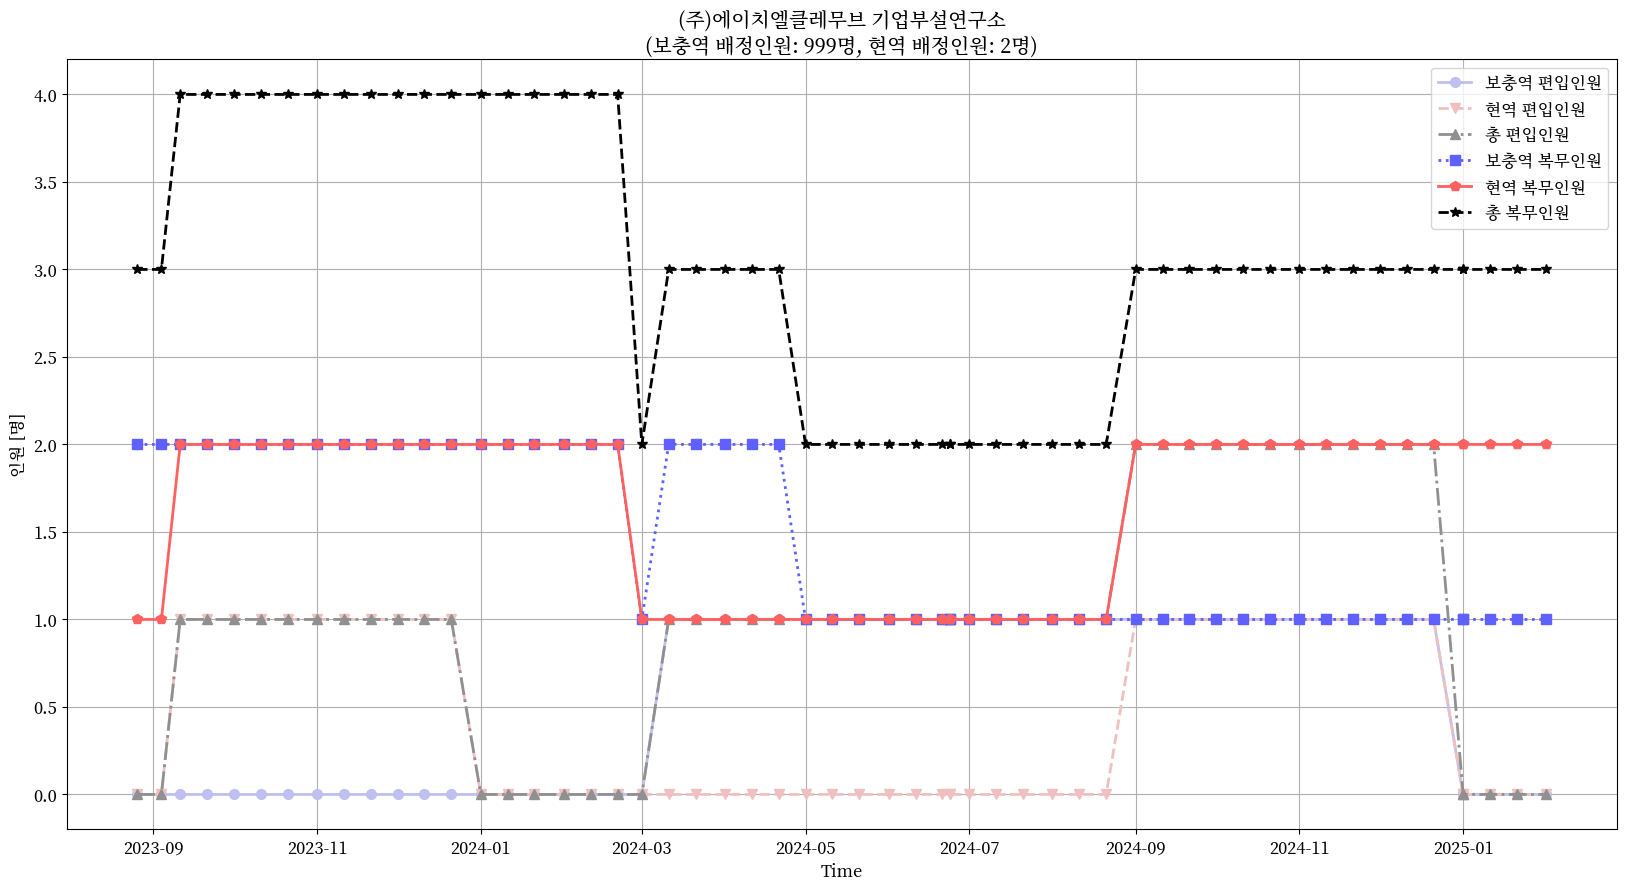 (주)에이치엘클레무브 기업부설연구소
(보충역 배정인원: 999명, 현역 배정인원: 2명)
보충역 편입인원
현역 편입인원
총 편입인원
보충역 복무인원
현역 복무인원
총 복무인원
4.0
3.5
3.0
2.5
2.0
1.5
1.0
0.5
0.0
인원 [명]
2023-09 2023-11 2024-01 2024-03 2024-05 2024-07 2024-09 2024-11 2025-01
Time